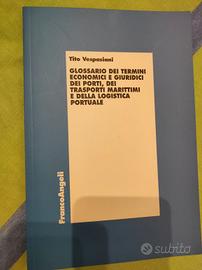 Tito Vespasiani
GLOSSARIO DEI TERMINI
ECONOMICI E GIURIDICI
DEI PORTI, DEI
TRASPORTI MARITTIMI
E DELLA LOGISTICA
PORTUALE
FrancoAngeli
subito